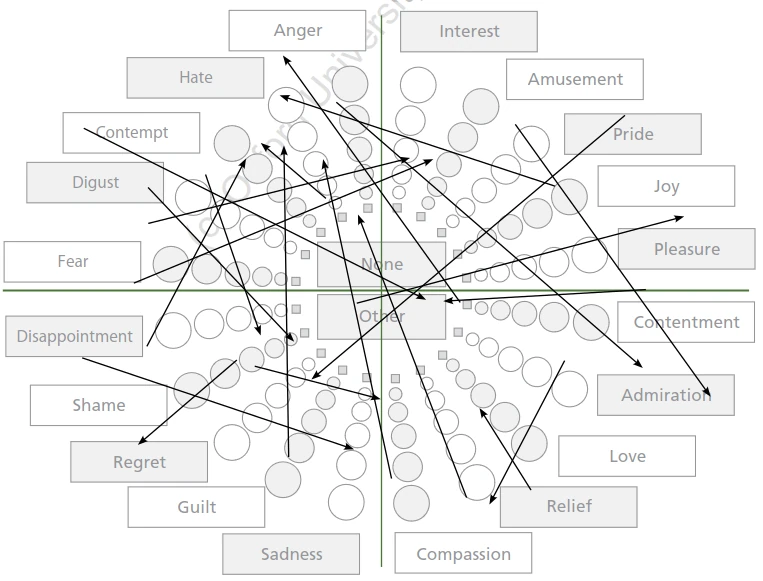 Anger
Interest
Hate
Amusement
Contempt
Pride
Digust
Joy
Fear
None
Pleasure
Other
Contentment
Disappointment
Admiration
Shame
Love
Regret
Relief
Guilt
Sadness
Compassion